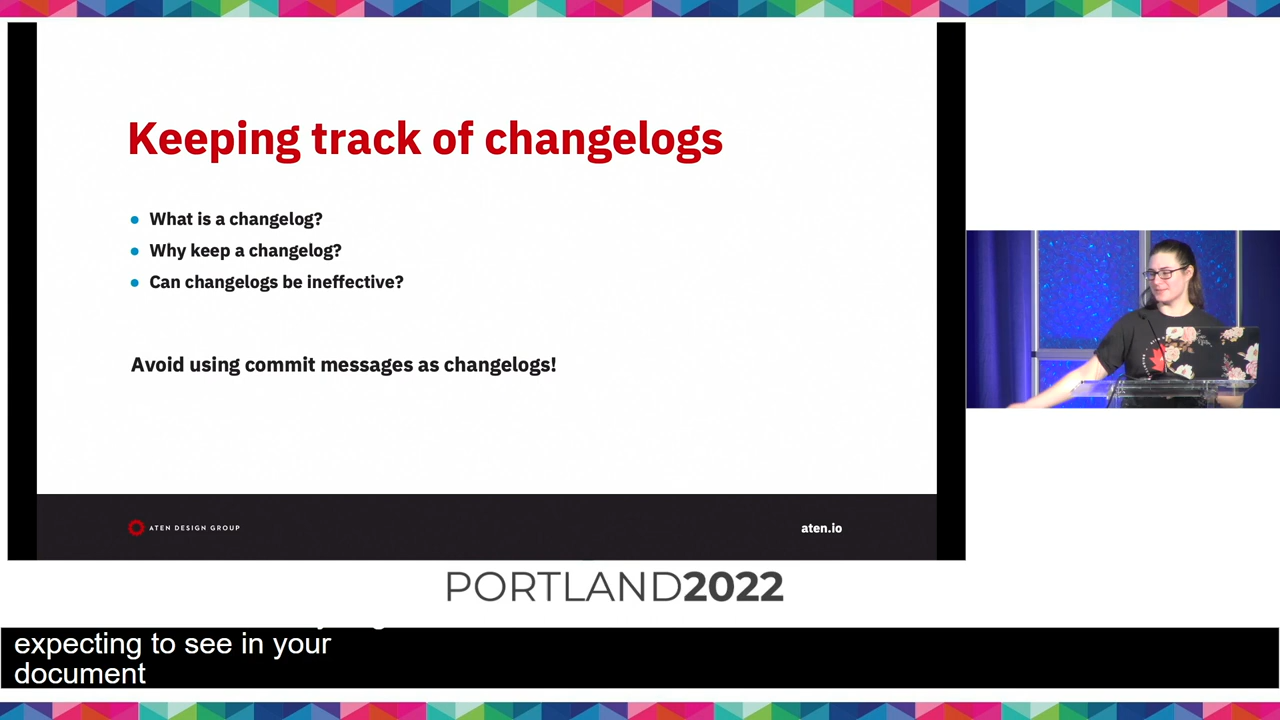 Keeping track of changelogs
What is a changelog?
Why keep a changelog?
Can changelogs be ineffective?
Avoid using commit messages as changelogs!
ATEN DESIGN GROUP
aten.io
PORTLAND2022
expecting to see in your
document